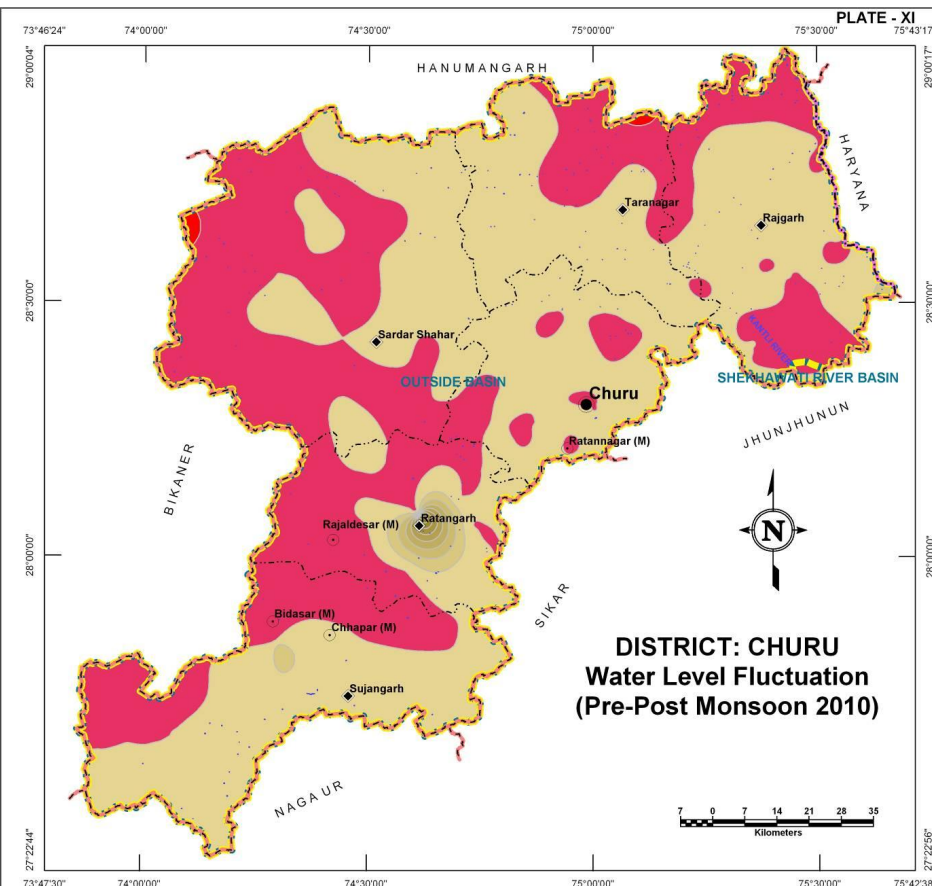 PLATE - XI
73°46'24"
74°00'00"
74°30'00"
75°00'00"
75°30'00"
75°43'17"
29°00'04"
29°00'17"
HANUMANGARH
HARYANA
Taranagar
Rajgarh
28°30'00"
28°30'00"
Sardar Shahar
KANTLI RIVER
OUTSIDE BASIN
SHEKHAWATI RIVER BASIN
Churu
JHUNJHUNUN
Ratannagar (M)
BIKANER
Rajaldesar (M)
Ratangarh
N
28°00'00"
28°00'00"
SIKAR
Bidasar (M)
Chhapar (M)
DISTRICT: CHURU
Water Level Fluctuation
(Pre-Post Monsoon 2010)
Sujangarh
NAGAUR
7 0 7 14 21 28 35
Kilometers
27°22'44"
27°22'56"
73°47'30"
74°00'00"
74°30'00"
75°00'00"
75°30'00"
75°42'38"